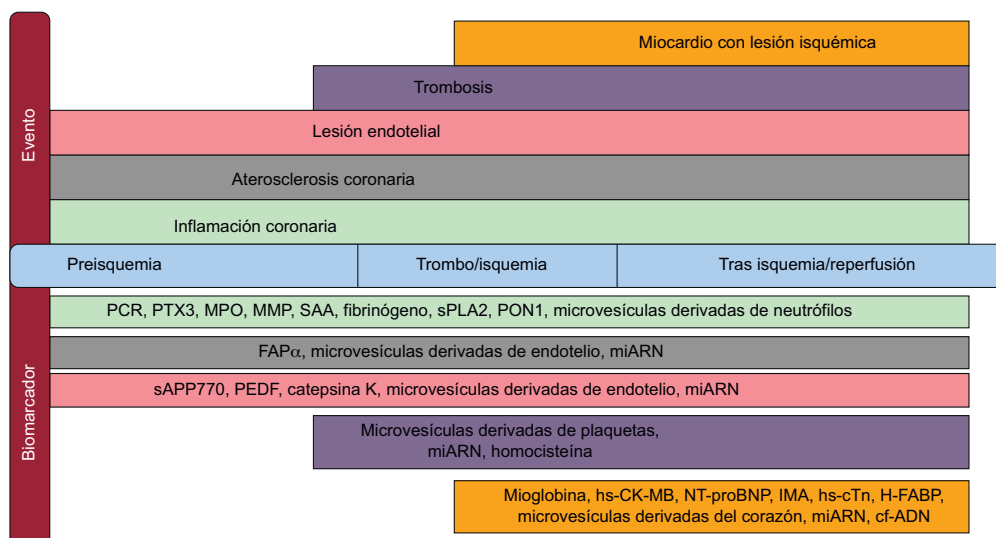 Evento
Miocardio con lesión isquémica
Trombosis
Lesión endotelial
Aterosclerosis coronaria
Inflamación coronaria
Preisquemia
Trombo/isquemia
Tras isquemia/reperfusión
Biomarcador
PCR, PTX3, MPO, MMP, SAA, fibrinógeno, sPLA2, PON1, microvesículas derivadas de neutrófilos
FAPα, microvesículas derivadas de endotelio, miARN
sAPP770, PEDF, catepsina K, microvesículas derivadas de endotelio, miARN
Microvesículas derivadas de plaquetas,
miARN, homocisteína
Mioglobina, hs-CK-MB, NT-proBNP, IMA, hs-cTn, H-FABP,
microvesículas derivadas del corazón, miARN, cf-ADN